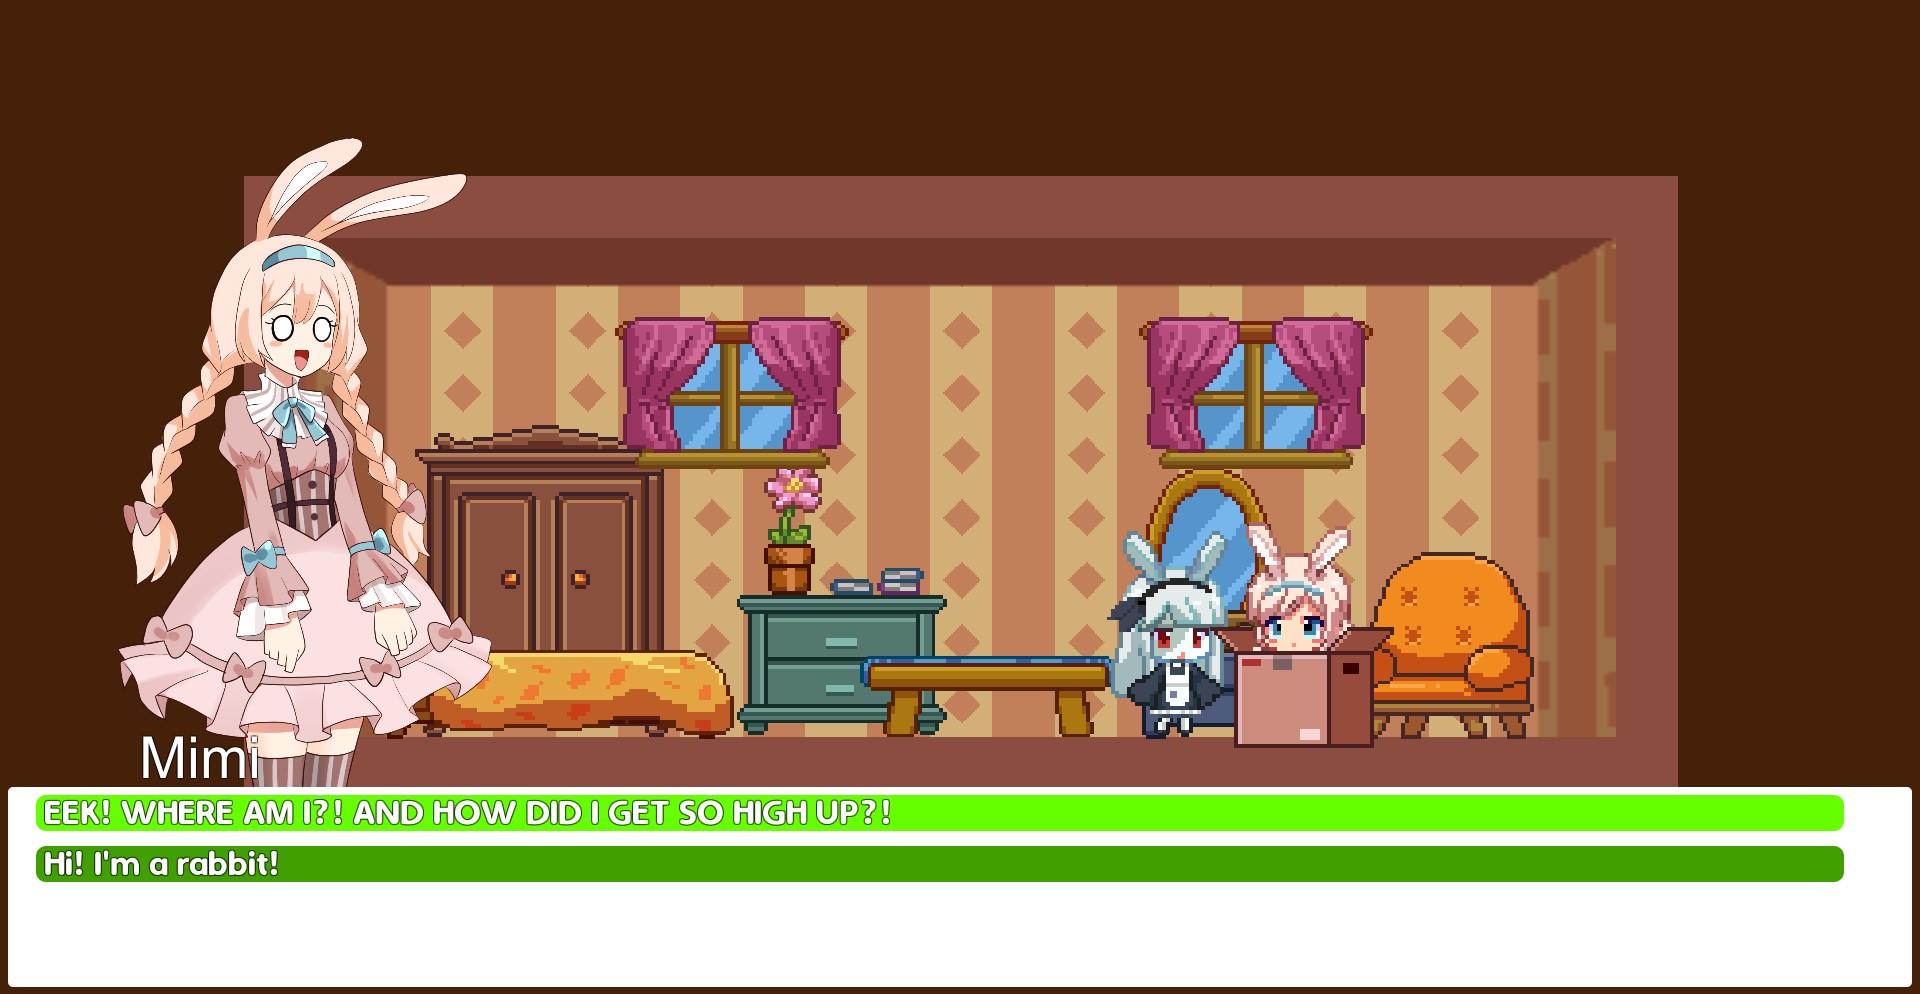 Mimi
EEK! WHERE AM I?! AND HOW DID I GET SO HIGH UP?!
Hi! I'm a rabbit!